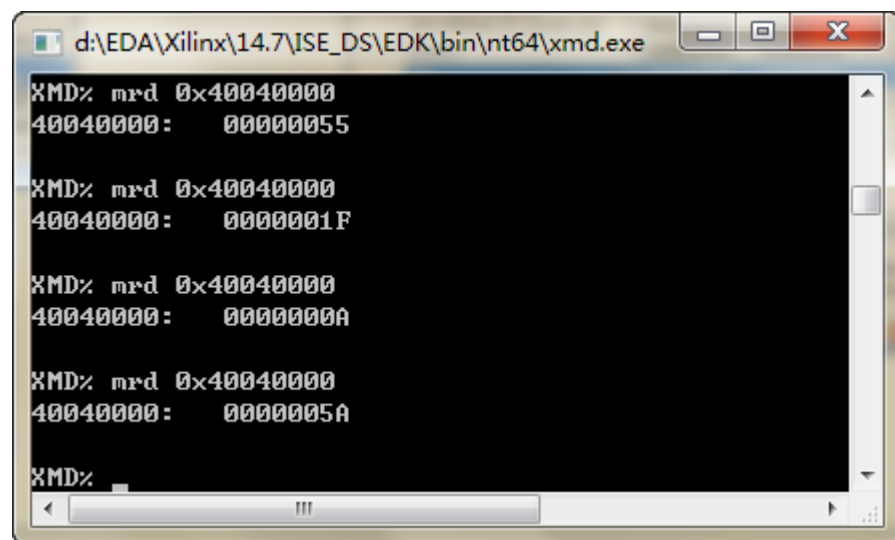 d:\EDA\Xilinx\14.7\ISE_DS\EDK\bin\nt64\xmd.exe
XMD% mrd 0x40040000
40040000:   00000055
XMD% mrd 0x40040000
40040000:   0000001F
XMD% mrd 0x40040000
40040000:   0000000A
XMD% mrd 0x40040000
40040000:   0000005A
XMD% _